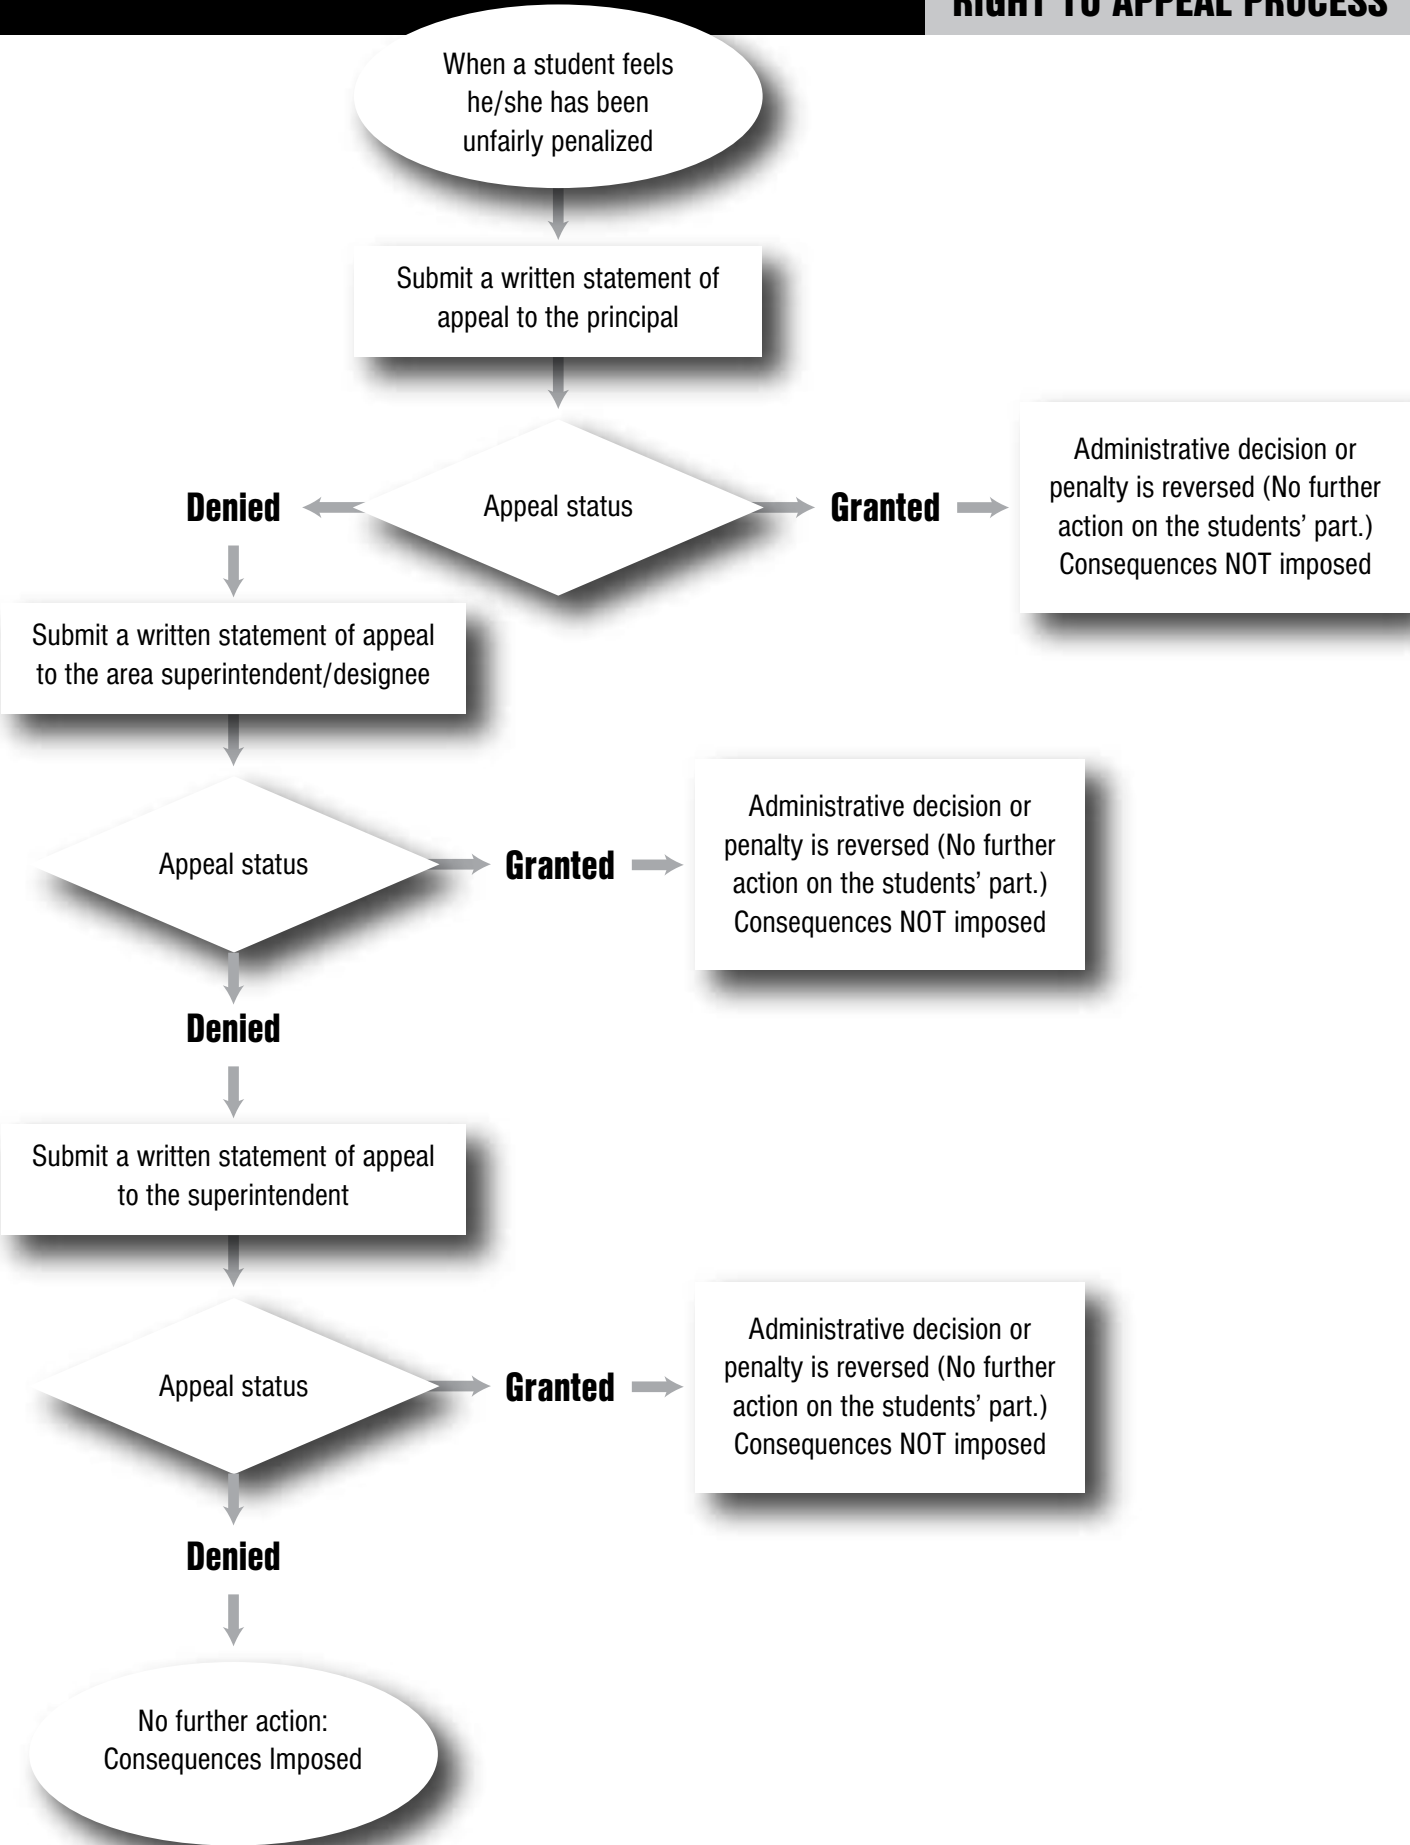 RIGHT TO APPEAL PROCESS
When a student feels
he/she has been
unfairly penalized
Submit a written statement of
appeal to the principal
Denied
Appeal status
Granted
Administrative decision or
penalty is reversed (No further
action on the students’ part.)
Consequences NOT imposed
Submit a written statement of appeal
to the area superintendent/designee
Appeal status
Granted
Administrative decision or
penalty is reversed (No further
action on the students’ part.)
Consequences NOT imposed
Denied
Submit a written statement of appeal
to the superintendent
Appeal status
Granted
Administrative decision or
penalty is reversed (No further
action on the students’ part.)
Consequences NOT imposed
Denied
No further action:
Consequences Imposed